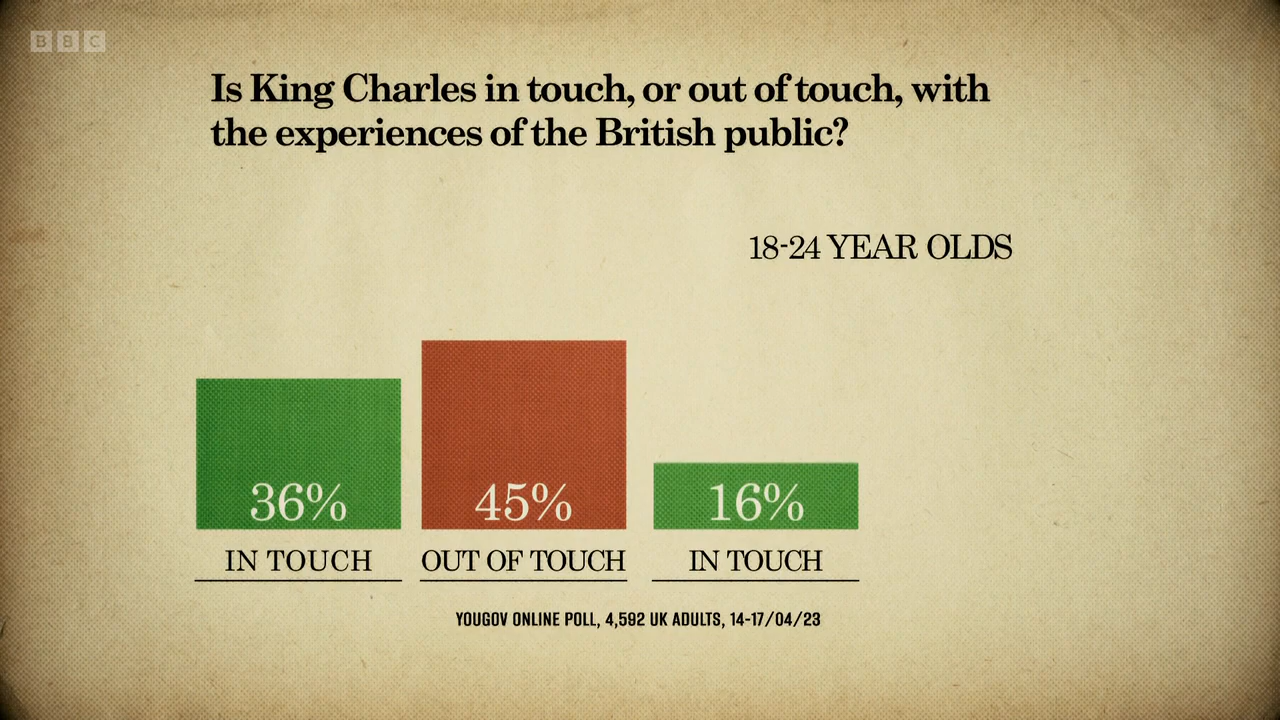 BBC
Is King Charles in touch, or out of touch, with
the experiences of the British public?
18-24 YEAR OLDS
36%
45%
16%
IN TOUCH
OUT OF TOUCH
IN TOUCH
YOUGOV ONLINE POLL, 4,592 UK ADULTS, 14-17/04/23